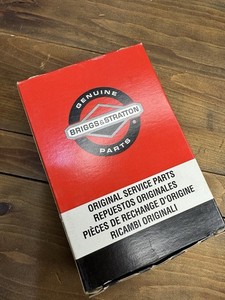 GENUINE
BRIGGS & STRATTON
PARTS
®
ORIGINAL SERVICE PARTS
REPUESTOS ORIGINALES
PIÈCES DE RECHANGE D'ORIGINE
RICAMBI ORIGINALI